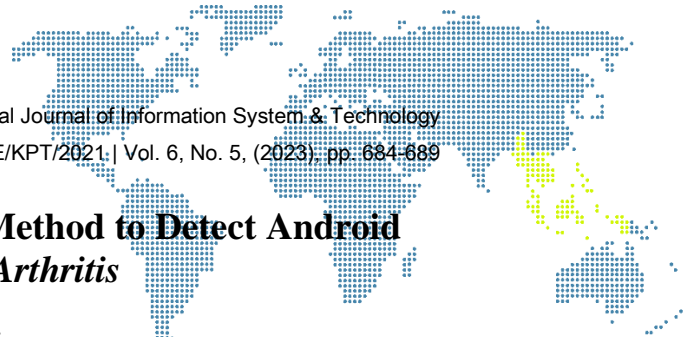 al Journal of Information System & Technology
E/KPT/2021 | Vol. 6, No. 5, (2023), pp. 684-689
Method to Detect Android
Arthritis